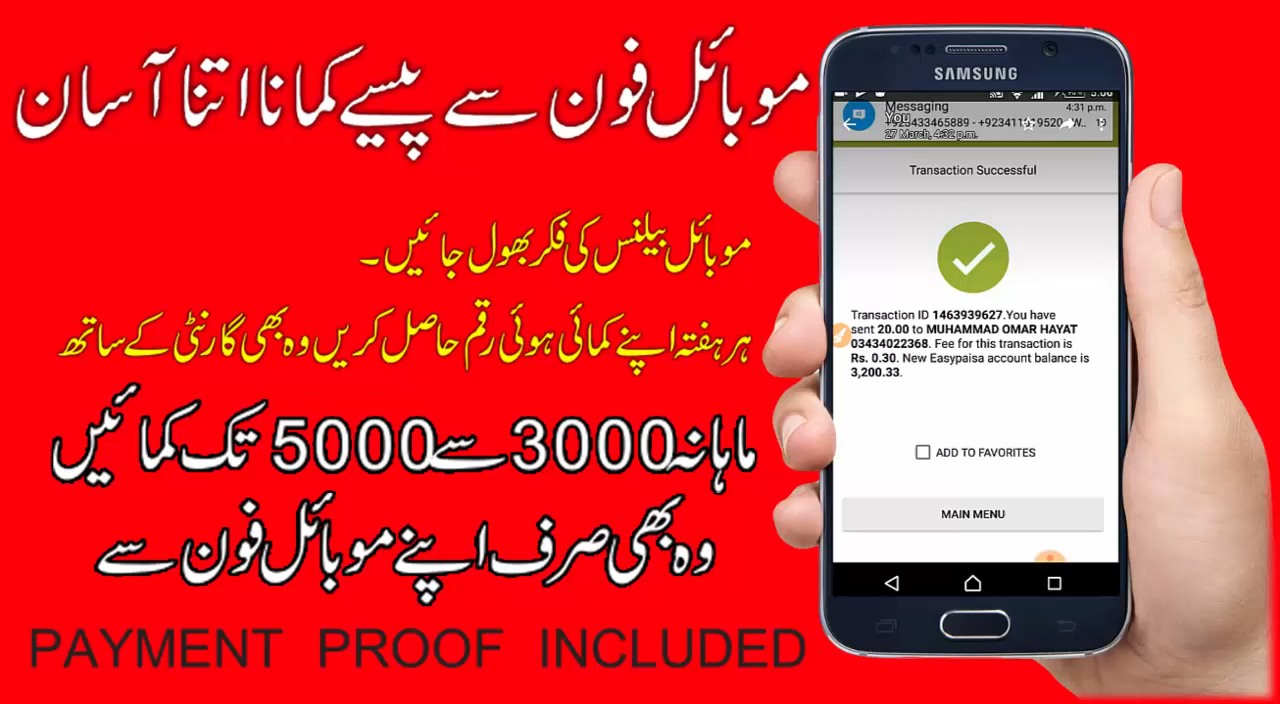 موبائل فون سے پیسے کمانا اتنا آسان
موبائل بیلنس کی فکر بھول جائیں۔
ہر ہفتہ اپنے کمائی ہوئی رقم حاصل کریں وہ بھی گارنٹی کے ساتھ
ماہانہ 3000 سے 5000 تک کمائیں
وہ بھی صرف اپنے موبائل فون سے
PAYMENT PROOF INCLUDED
SAMSUNG
Messaging
4:31 p.m.
You
27 March, 4:32 p.m.
Transaction Successful
Transaction ID 1463939627.You have
sent 20.00 to MUHAMMAD OMAR HAYAT
03434022368. Fee for this transaction is
Rs. 0.30. New Easypaisa account balance is
3,200.33.
ADD TO FAVORITES
MAIN MENU